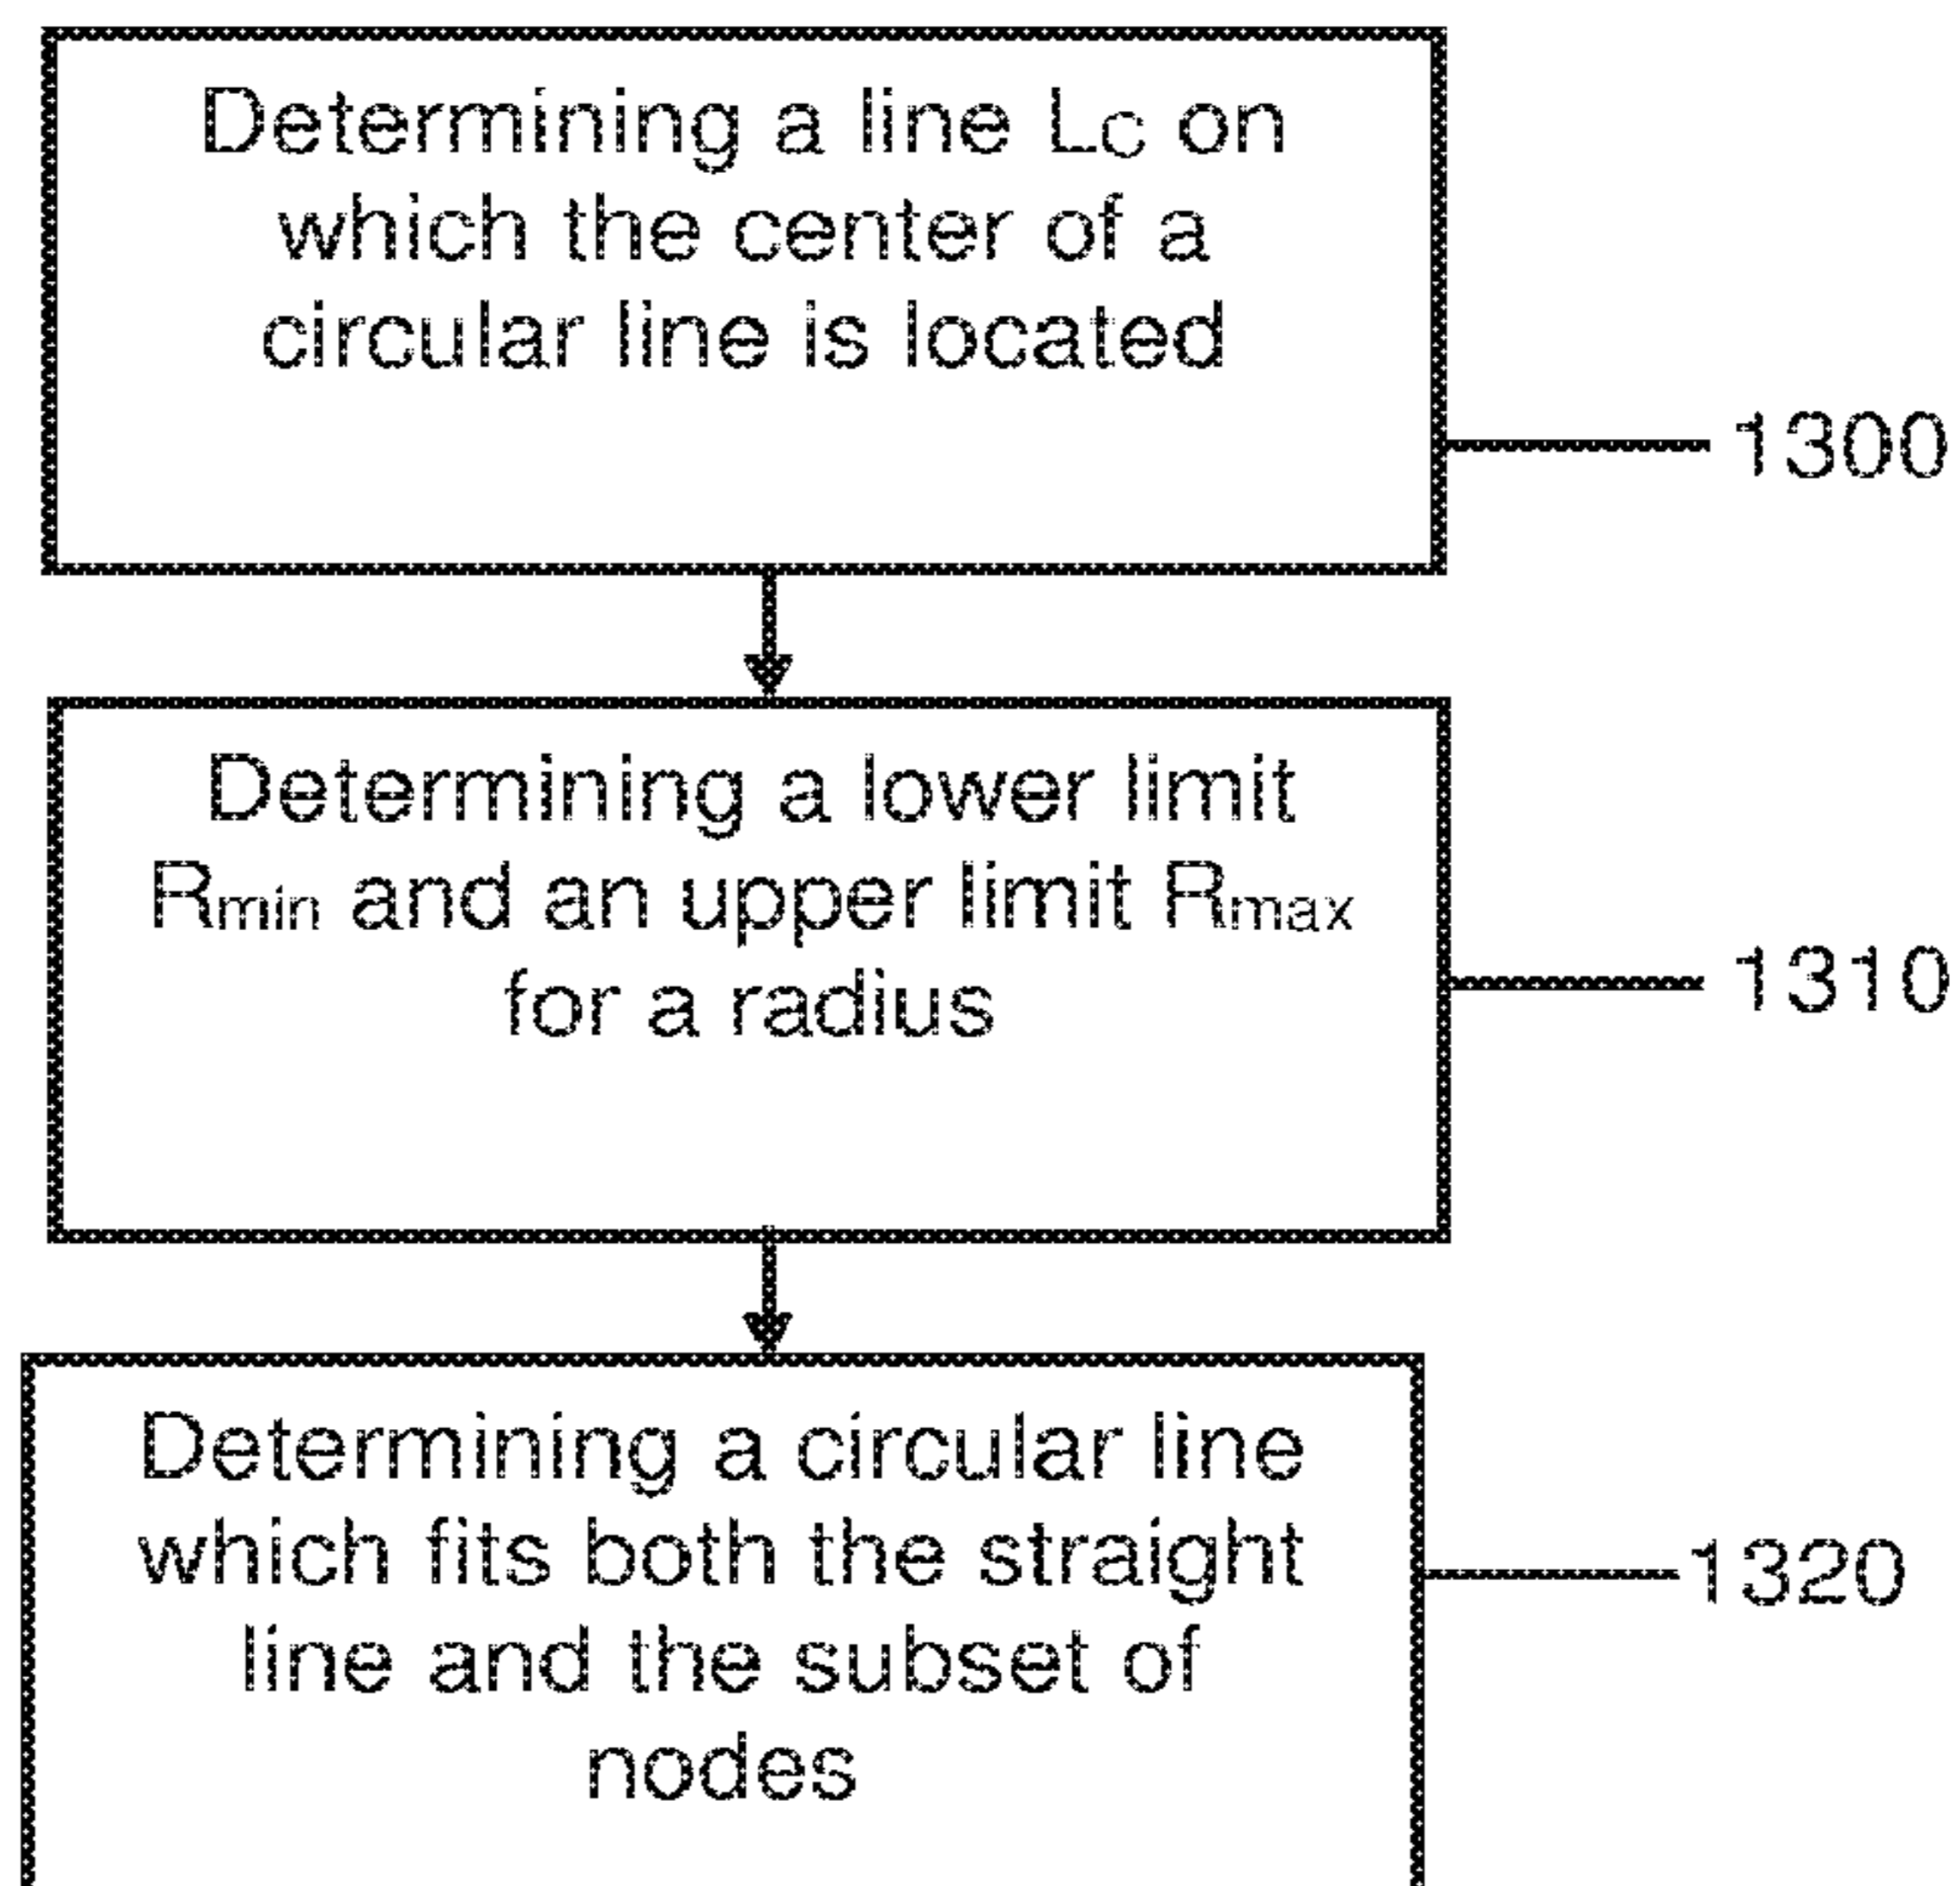 Determining a line LC on
which the center of a
circular line is located
1300
Determining a lower limit
Rmin and an upper limit Rmax
for a radius
1310
Determining a circular line
which fits both the straight
line and the subset of
nodes
1320